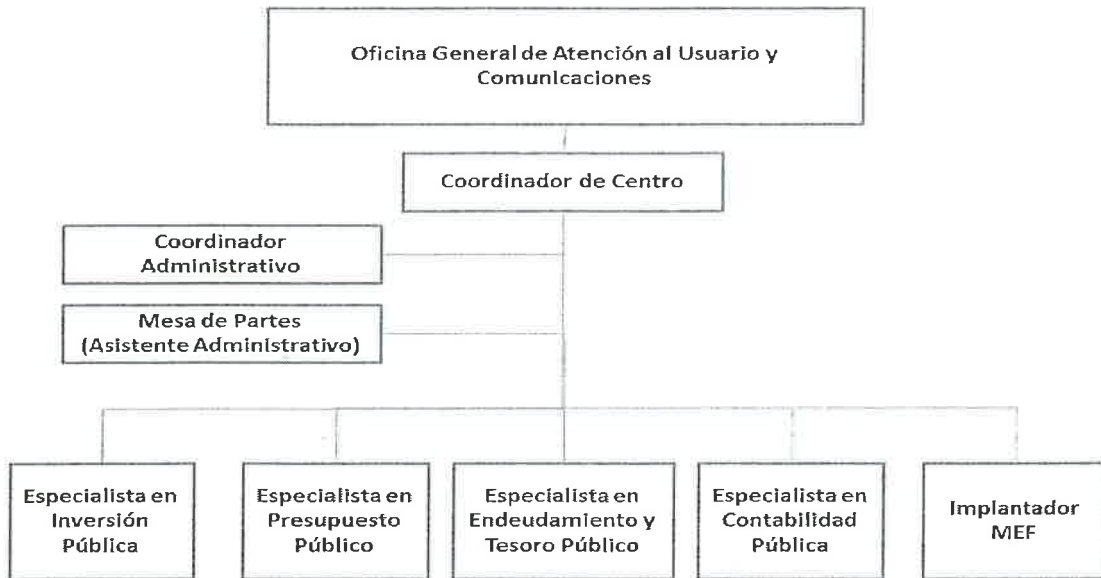 Oficina General de Atención al Usuario y
Comunicaciones
Coordinador de Centro
Coordinador
Administrativo
Mesa de Partes
(Asistente Administrativo)
Especialista en
Inversión
Pública
Especialista en
Presupuesto
Público
Especialista en
Endeudamiento y
Tesoro Público
Especialista en
Contabilidad
Pública
Implantador
MEF